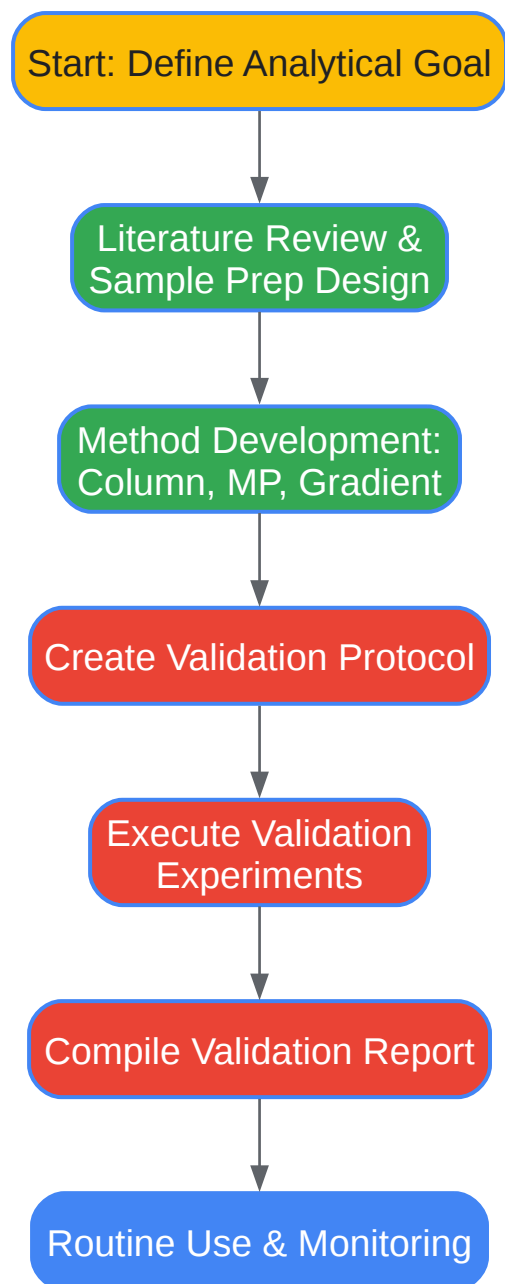 Start: Define Analytical Goal
Literature Review &
Sample Prep Design
Method Development:
Column, MP, Gradient
Create Validation Protocol
Execute Validation
Experiments
Compile Validation Report
Routine Use & Monitoring